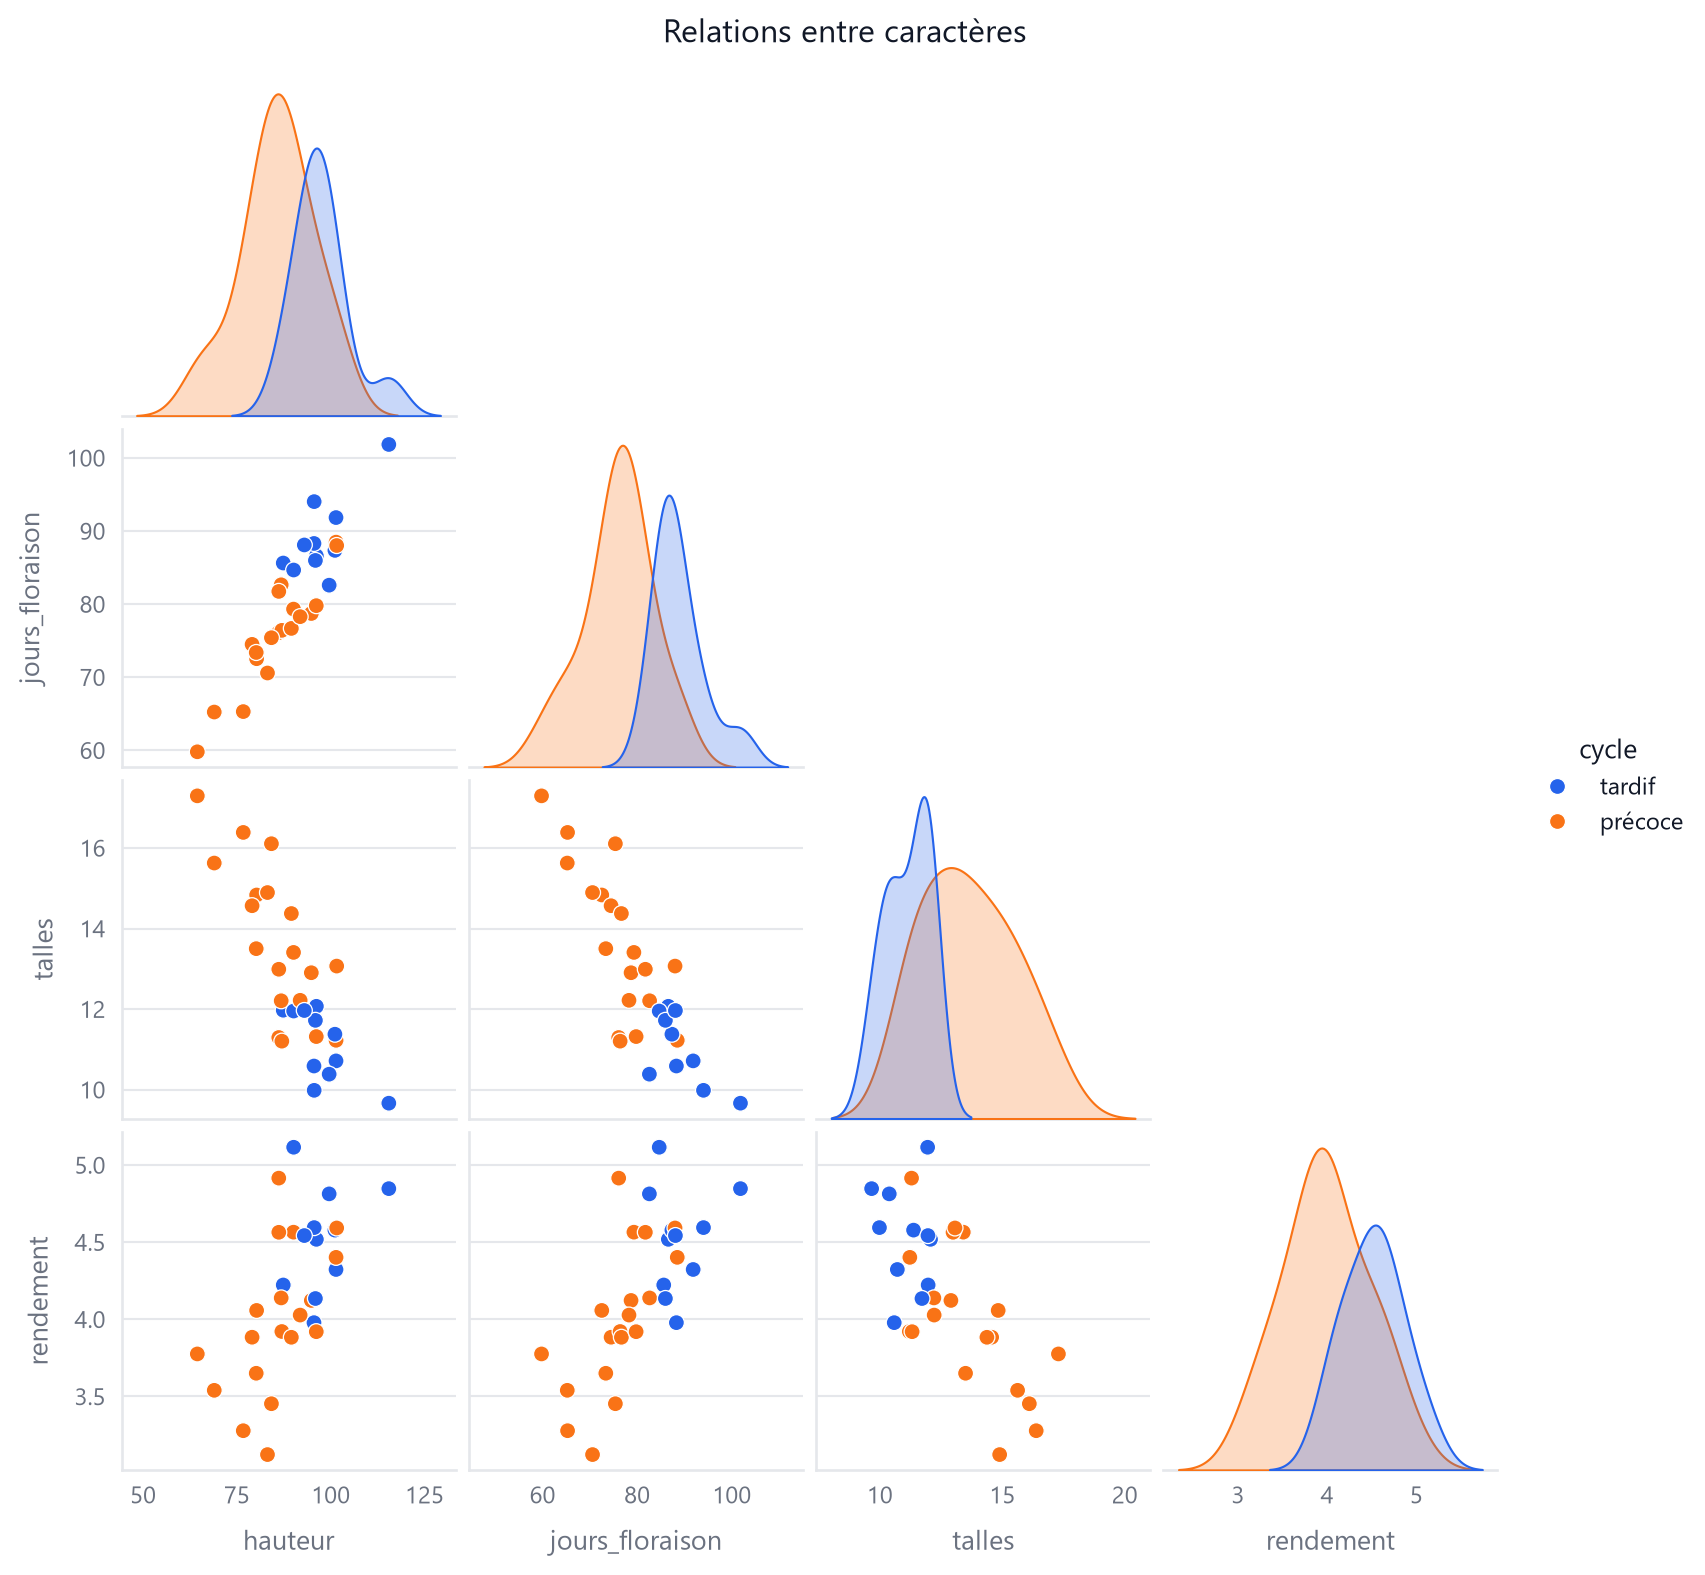 Relations entre caractères
100
90
80
70
60
jours_floraison
16
14
12
10
talles
5.0
4.5
4.0
3.5
rendement
50 75 100 125
60 80 100
10 15 20
3 4 5
hauteur
jours_floraison
talles
rendement
cycle
tardif
précoce